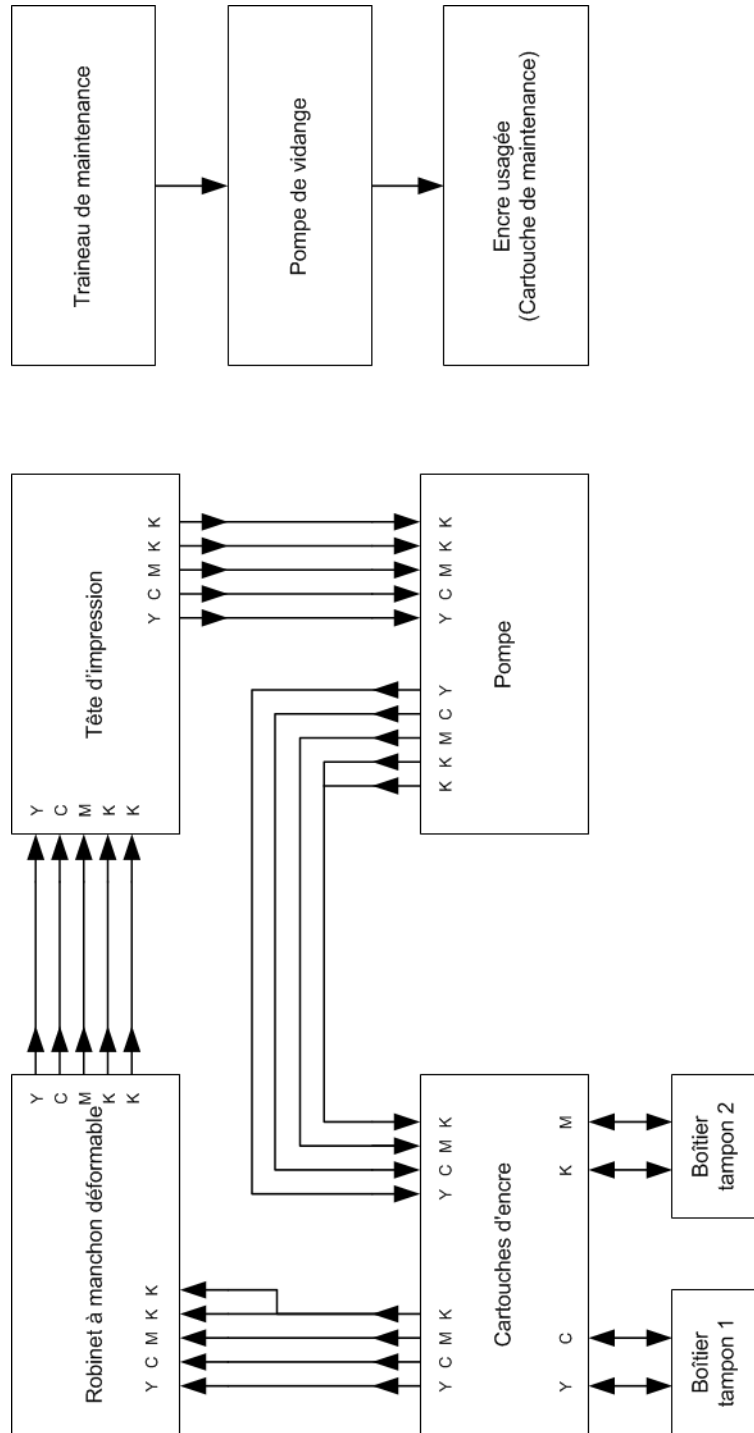 Robinet à manchon déformable
Y
C
M
K
K
Y C M K K
Tête d'impression
Y
C
M
K
K
Y C M K K
Traineau de maintenance
Pompe de vidange
Encre usagée
(Cartouche de maintenance)
Y C M K
Y C M K
Cartouches d'encre
Y C
K M
K K M C Y
Y C M K K
Pompe
Boîtier
tampon 1
Boîtier
tampon 2